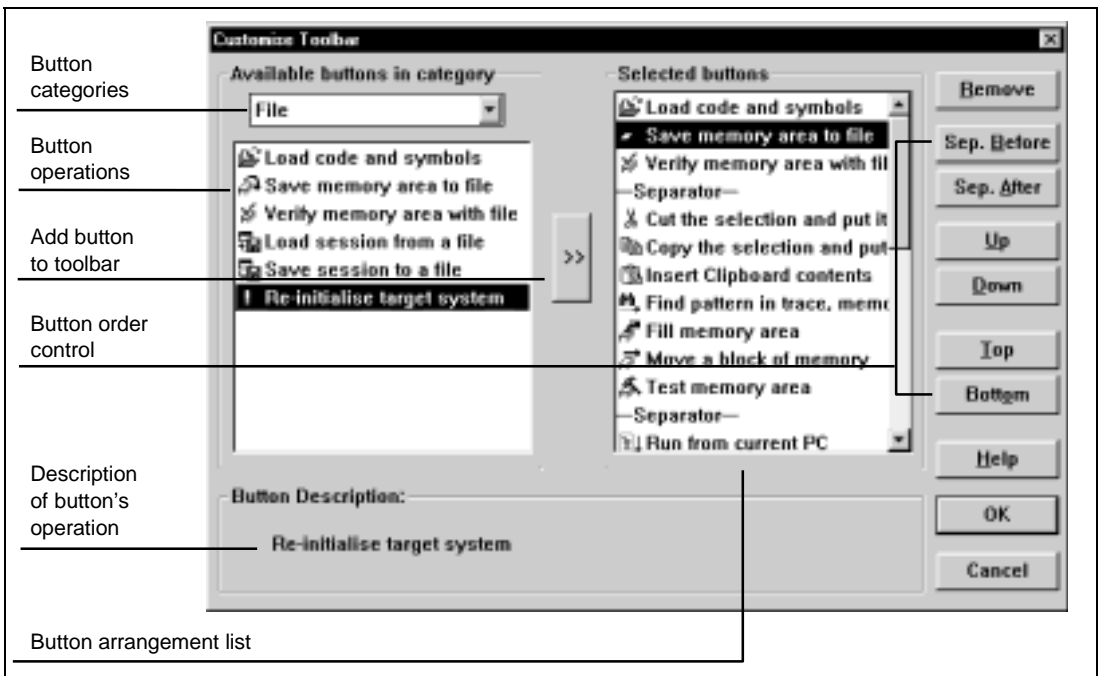 Customize Toolbar
Button
categories
Button
operations
Add button
to toolbar
Button order
control
Description
of button's
operation
Button arrangement list
Available buttons in category
File
Load code and symbols
Save memory area to file
Verify memory area with file
Load session from a file
Save session to a file
Re-initialise target system
>>
Selected buttons
Load code and symbols
Save memory area to file
Verify memory area with fil
—Separator—
Cut the selection and put it
Copy the selection and put
Insert Clipboard contents
Find pattern in trace, memo
Fill memory area
Move a block of memory
Test memory area
—Separator—
Run from current PC
Remove
Sep. Before
Sep. After
Up
Down
Top
Bottom
Help
OK
Cancel
Button Description:
Re-initialise target system